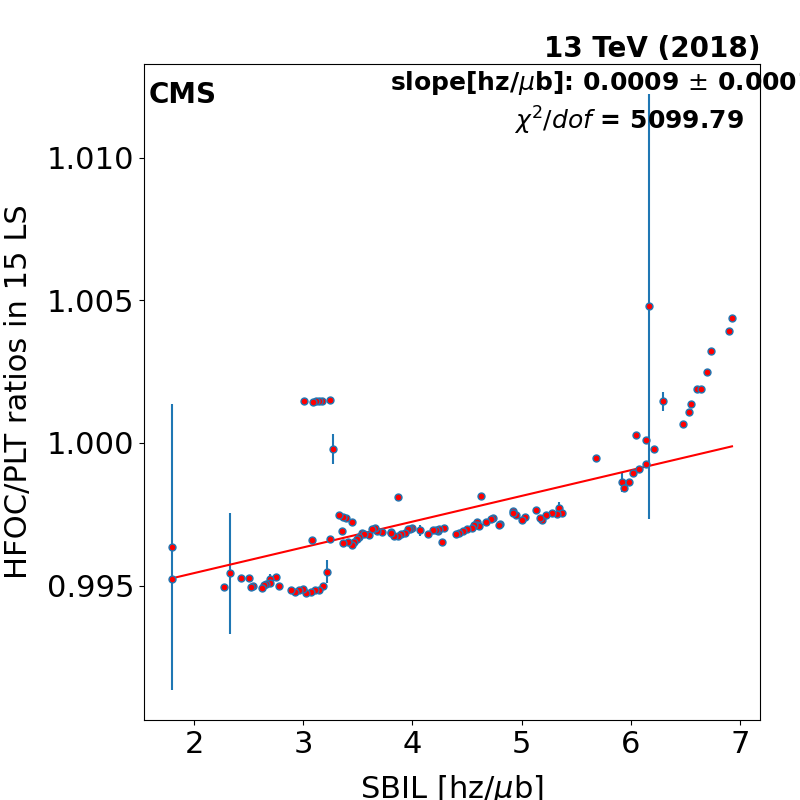 13 TeV (2018)
CMS
slope[hz/μb]: 0.0009 ± 0.000
χ²/dof = 5099.79
HFOC/PLT ratios in 15 LS
1.010
1.005
1.000
0.995
2 3 4 5 6 7
SBIL [hz/μb]